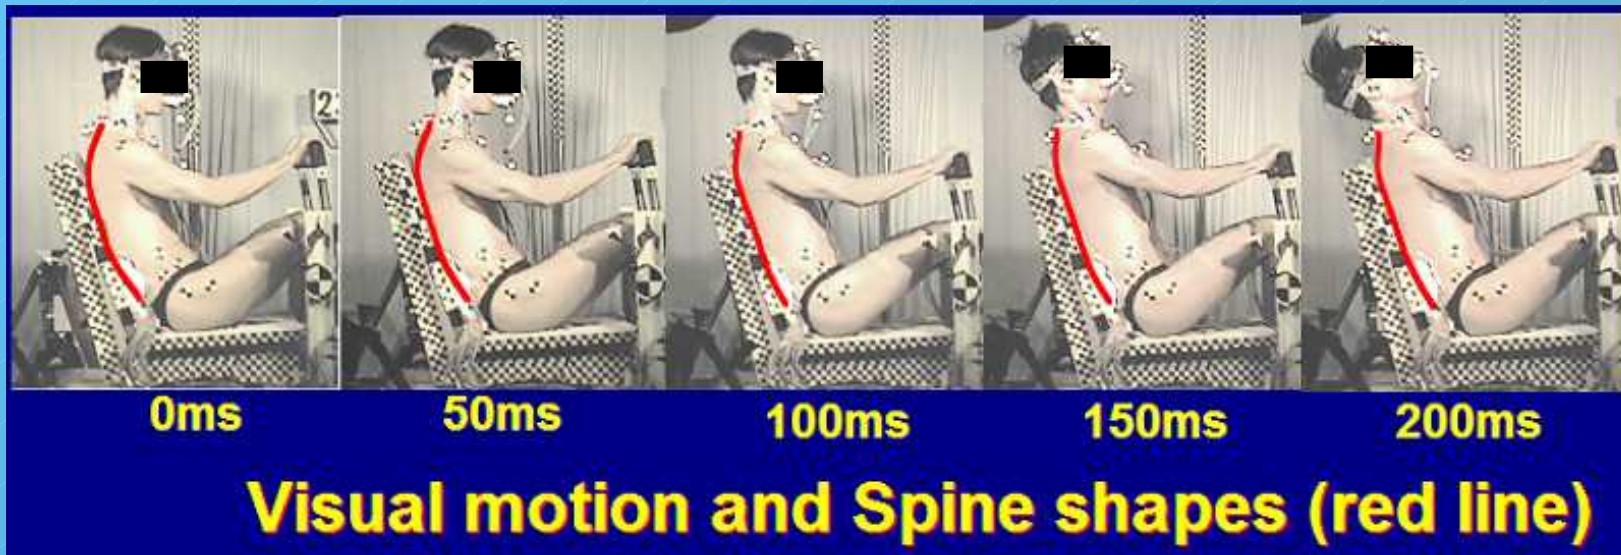 0ms 50ms 100ms 150ms 200ms
Visual motion and Spine shapes (red line)